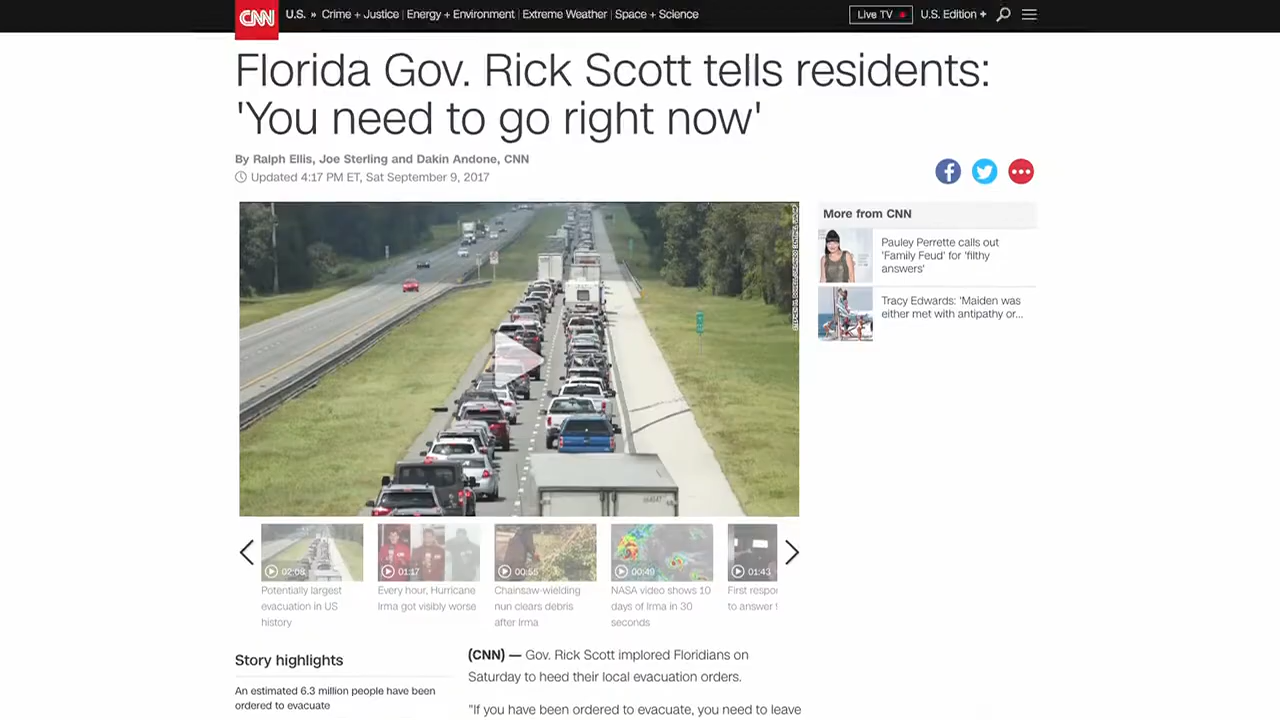 CNN
U.S. » Crime + Justice | Energy + Environment | Extreme Weather | Space + Science
Live TV
U.S. Edition +
Florida Gov. Rick Scott tells residents:
'You need to go right now'
By Ralph Ellis, Joe Sterling and Dakin Andone, CNN
Updated 4:17 PM ET, Sat September 9, 2017
More from CNN
Pauley Perrette calls out
'Family Feud' for 'filthy
answers'
Tracy Edwards: 'Maiden was
either met with antipathy or...
02:08
Potentially largest
evacuation in US
history
01:17
Every hour, Hurricane
Irma got visibly worse
00:55
Chainsaw-wielding
nun clears debris
after Irma
00:49
NASA video shows 10
days of Irma in 30
seconds
01:43
First respo
to answer
Story highlights
An estimated 6.3 million people have been
ordered to evacuate
(CNN) — Gov. Rick Scott implored Floridians on
Saturday to heed their local evacuation orders.
"If you have been ordered to evacuate, you need to leave